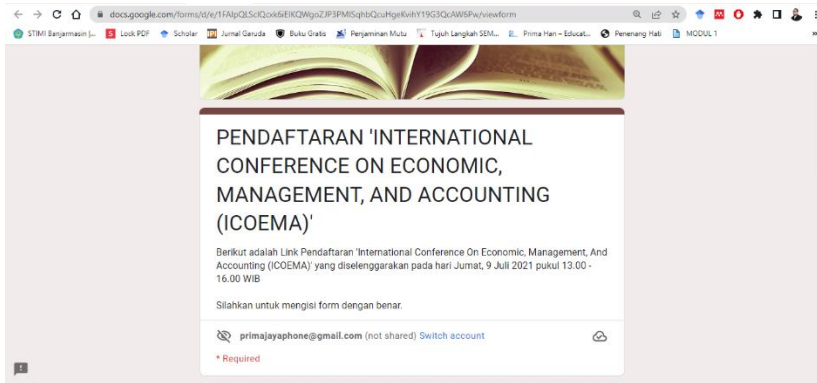 docs.google.com/forms/d/e/1FAIpQLSclQcxk6iEIKQWgoZJP3PMISqhbQcuHgeKvihY19G3QcAW6Pw/viewform
STIMI Banjarmasin |... Lock PDF Scholar Jurnal Garuda Buku Gratis Penjaminan Mutu Tujuh Langkah SEM... Prima Han – Educat... Penenang Hati MODUL 1 »
PENDAFTARAN 'INTERNATIONAL
CONFERENCE ON ECONOMIC,
MANAGEMENT, AND ACCOUNTING
(ICOEMA)'
Berikut adalah Link Pendaftaran 'International Conference On Economic, Management, And
Accounting (ICOEMA)' yang diselenggarakan pada hari Jumat, 9 Juli 2021 pukul 13.00 -
16.00 WIB
Silahkan untuk mengisi form dengan benar.
primajayaphone@gmail.com (not shared) Switch account
* Required